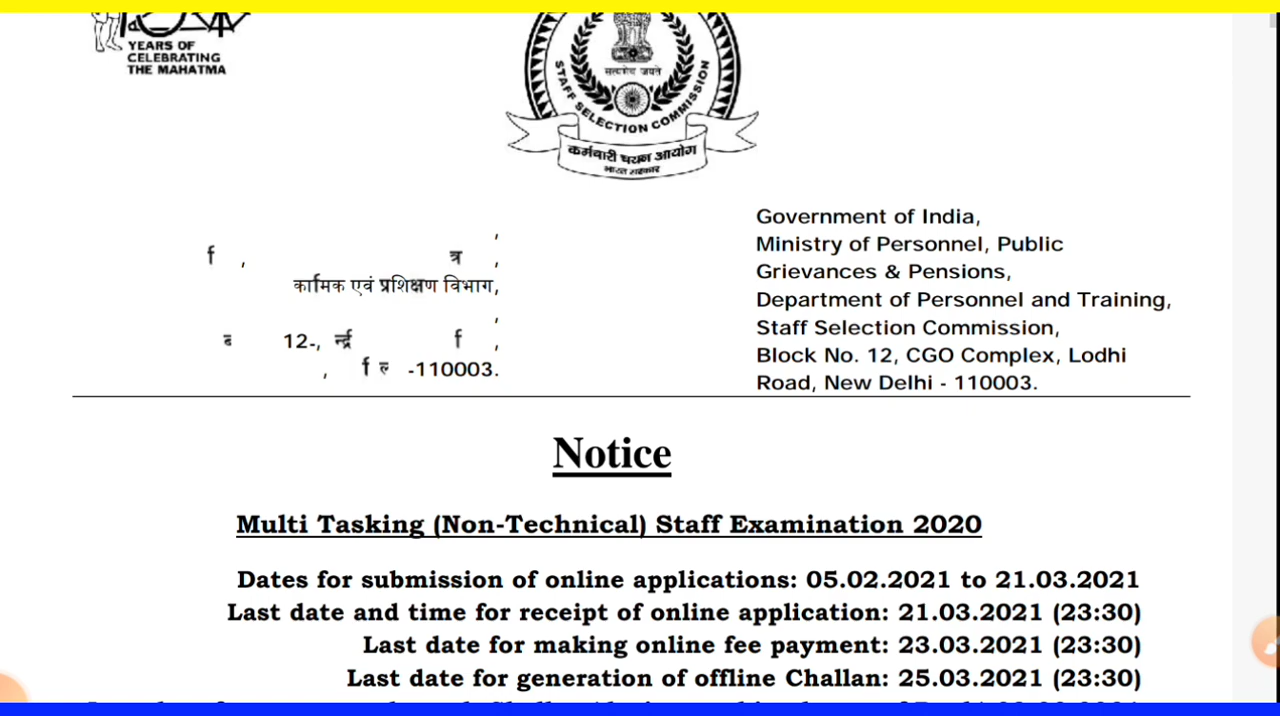 YEARS OF
CELEBRATING
THE MAHATMA
सत्यमेव जयते
STAFF SELECTION COMMISSION
कर्मचारी चयन आयोग
भारत सरकार
कार्मिक एवं प्रशिक्षण विभाग,
12-,
-110003.
Government of India,
Ministry of Personnel, Public
Grievances & Pensions,
Department of Personnel and Training,
Staff Selection Commission,
Block No. 12, CGO Complex, Lodhi
Road, New Delhi - 110003.
Notice
Multi Tasking (Non-Technical) Staff Examination 2020
Dates for submission of online applications: 05.02.2021 to 21.03.2021
Last date and time for receipt of online application: 21.03.2021 (23:30)
Last date for making online fee payment: 23.03.2021 (23:30)
Last date for generation of offline Challan: 25.03.2021 (23:30)